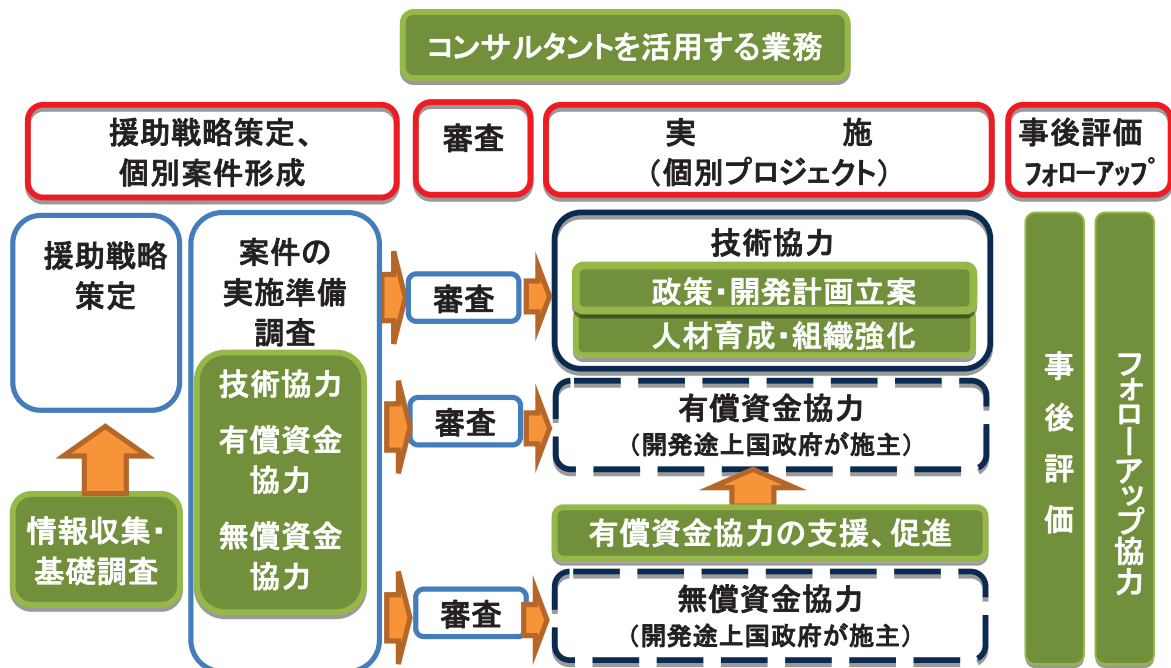 コンサルタントを活用する業務
援助戦略策定、
個別案件形成
審査
実　　　施
（個別プロジェクト）
事後評価
フォローアップ
援助戦略
策定
情報収集・
基礎調査
案件の
実施準備
調査
技術協力
有償資金
協力
無償資金
協力
審査
審査
審査
技術協力
政策・開発計画立案
人材育成・組織強化
有償資金協力
（開発途上国政府が施主）
有償資金協力の支援、促進
無償資金協力
（開発途上国政府が施主）
事後評価
フォローアップ協力